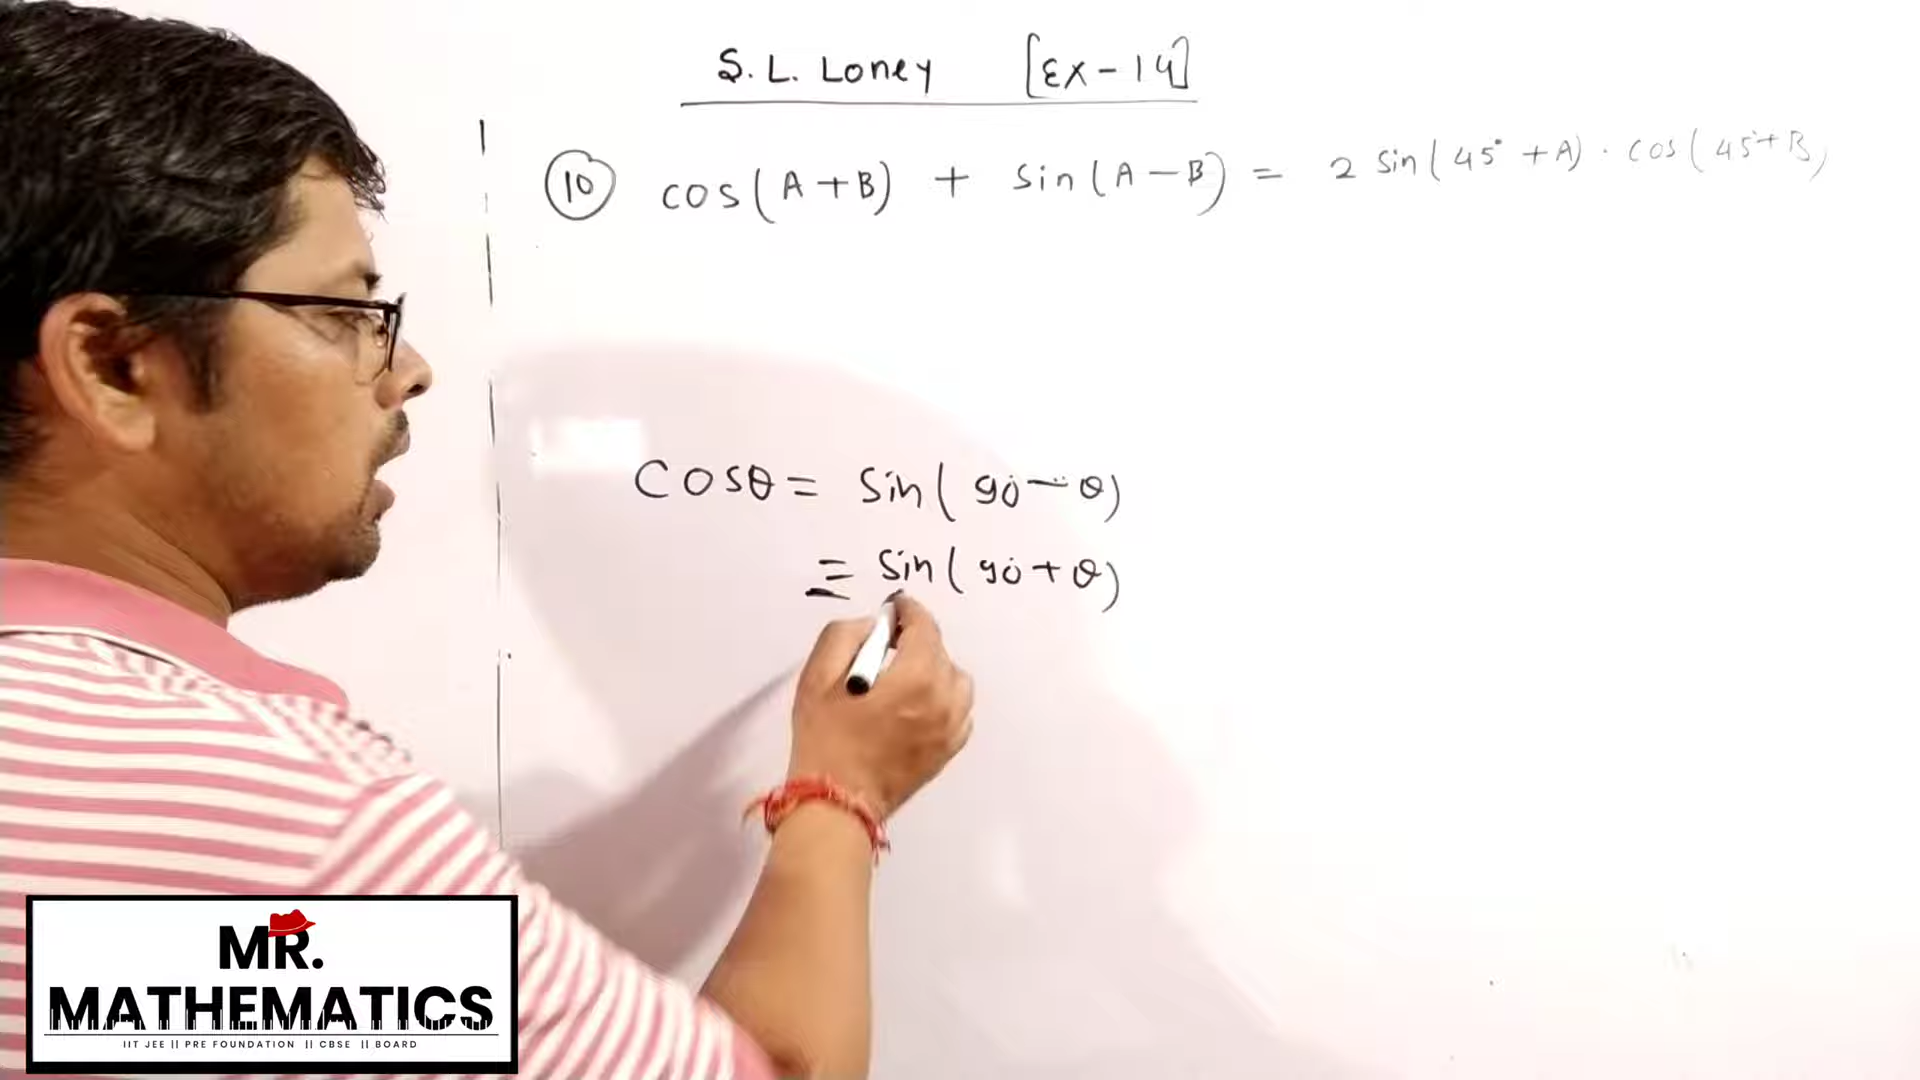 S. L. Loney [Ex-14]
10 cos(A+B) + sin(A-B) = 2 sin(45° +A) · cos(45°+B)
cosθ = sin(90°-θ)
= sin(90°+θ)
MR.
MATHEMATICS
IIT JEE || PRE FOUNDATION || CBSE || BOARD